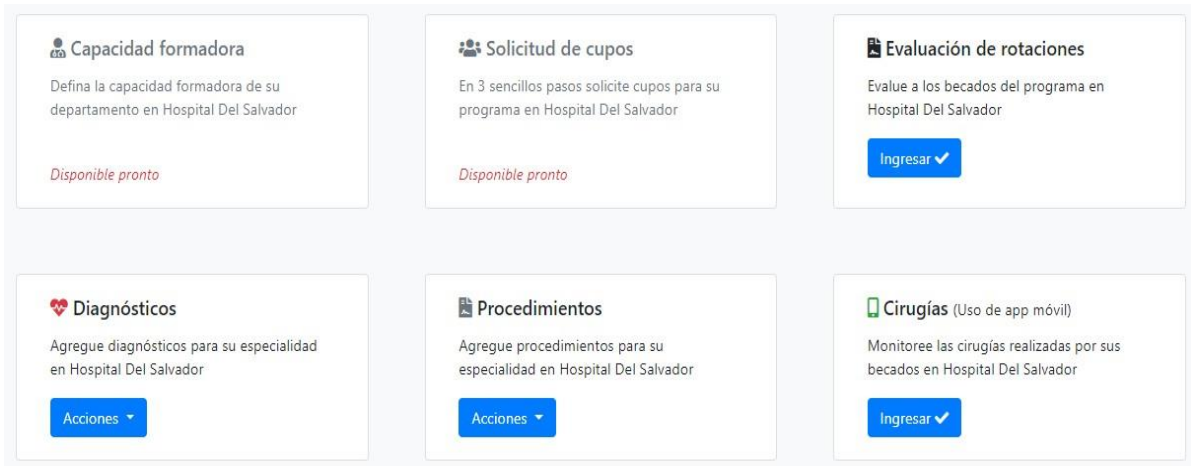 Capacidad formadora
Defina la capacidad formadora de su
departamento en Hospital Del Salvador
Disponible pronto
Solicitud de cupos
En 3 sencillos pasos solicite cupos para su
programa en Hospital Del Salvador
Disponible pronto
Evaluación de rotaciones
Evalue a los becados del programa en
Hospital Del Salvador
Ingresar
Diagnósticos
Agregue diagnósticos para su especialidad
en Hospital Del Salvador
Acciones
Procedimientos
Agregue procedimientos para su
especialidad en Hospital Del Salvador
Acciones
Cirugías (Uso de app móvil)
Monitoree las cirugías realizadas por sus
becados en Hospital Del Salvador
Ingresar